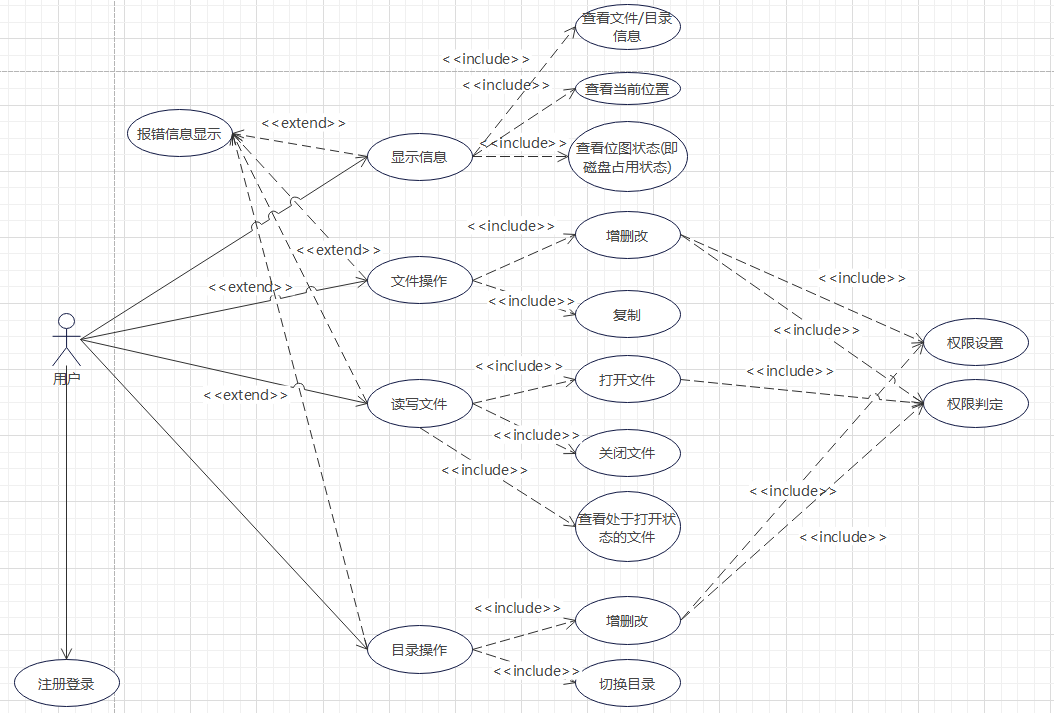 查看文件/目录
信息
<<include>>
<<include>>
查看当前位置
<<extend>>
报错信息显示
<<include>>
查看位图状态(即
磁盘占用状态)
显示信息
<<include>>
增删改
<<extend>>
<<include>>
文件操作
<<extend>>
<<include>>
复制
<<include>>
权限设置
<<include>>
<<include>>
打开文件
用户
<<extend>>
读写文件
权限判定
<<include>>
关闭文件
<<include>>
<<include>>
查看处于打开状
态的文件
<<include>>
<<include>>
增删改
目录操作
<<include>>
切换目录
注册登录